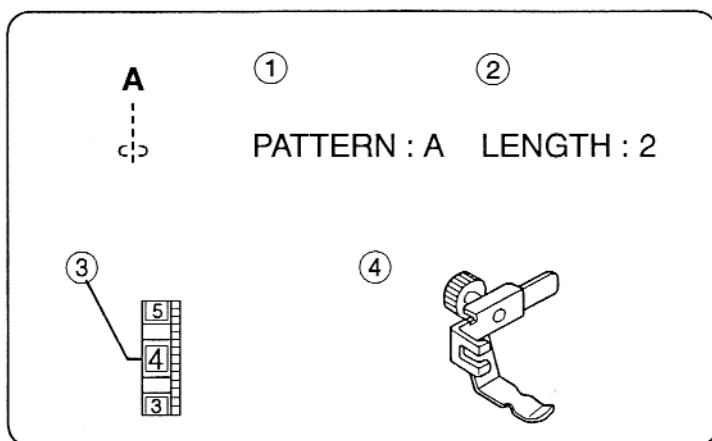 A
① ②
PATTERN : A LENGTH : 2
③ ④
5
4
3